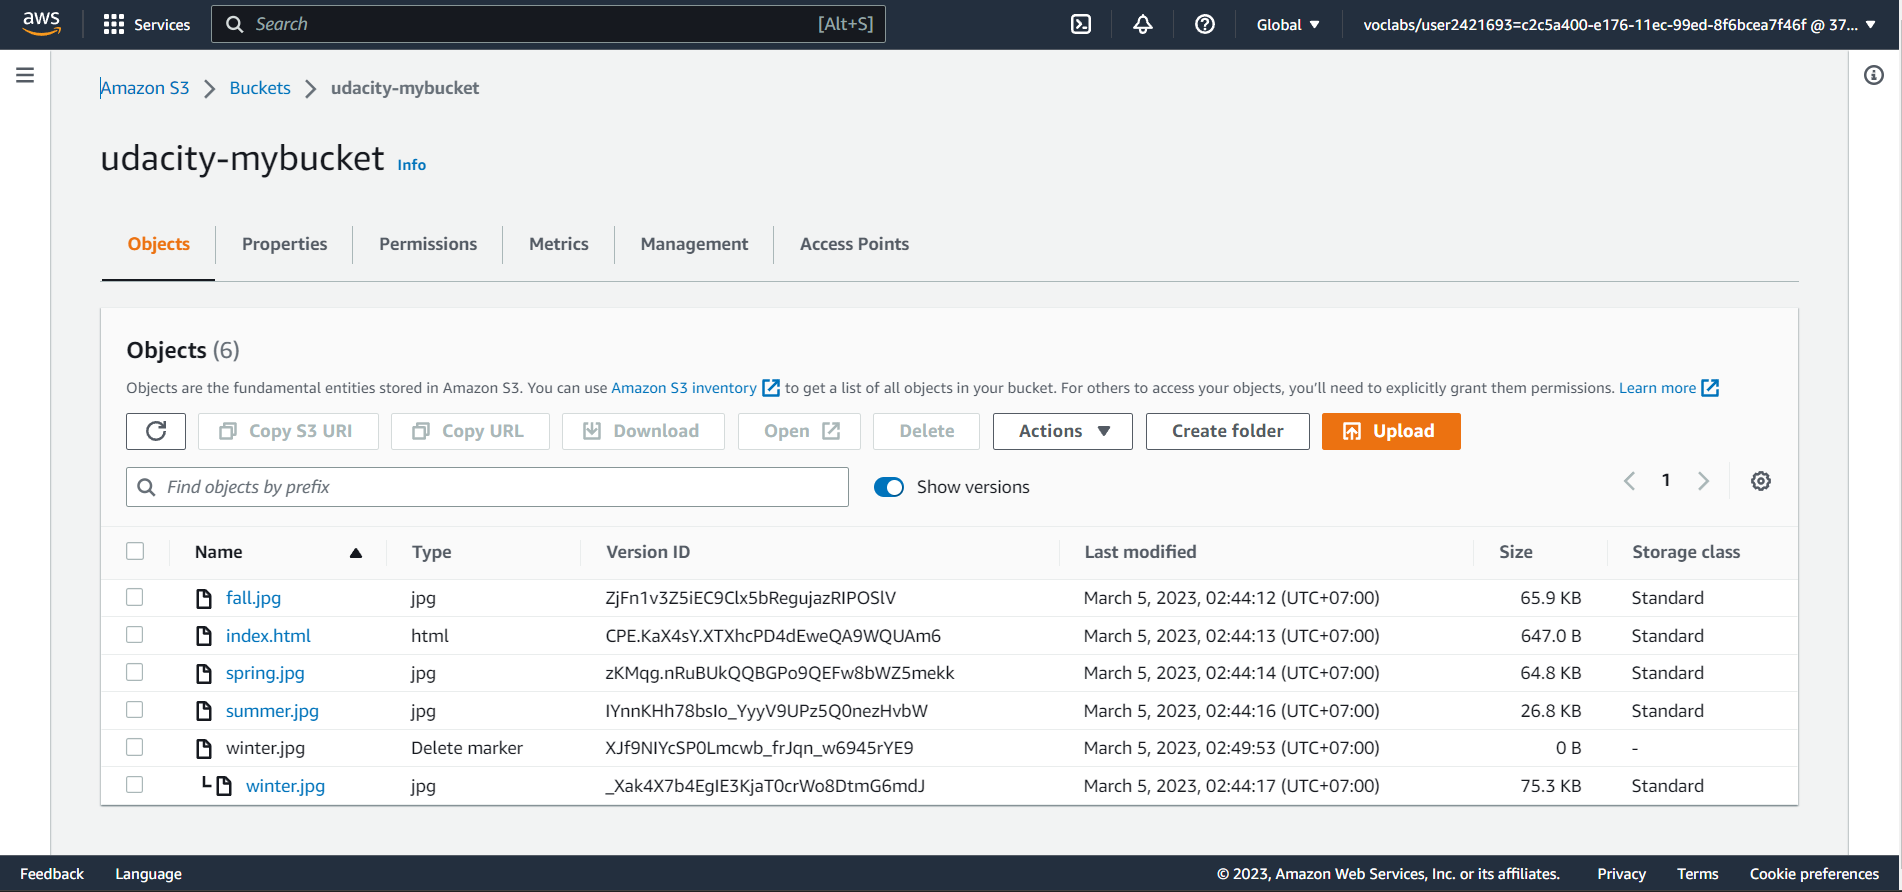 aws Services Search [Alt+S] Global voclabs/user2421693=c2c5a400-e176-11ec-99ed-8f6bcea7f46f @ 37...
Amazon S3 Buckets udacity-mybucket
udacity-mybucket Info
Objects Properties Permissions Metrics Management Access Points
Objects (6)
Objects are the fundamental entities stored in Amazon S3. You can use Amazon S3 inventory to get a list of all objects in your bucket. For others to access your objects, you'll need to explicitly grant them permissions. Learn more
Copy S3 URI Copy URL Download Open Delete Actions Create folder Upload
Find objects by prefix Show versions 1
Name Type Version ID Last modified Size Storage class
fall.jpg jpg ZjFn1v3Z5iEC9Clx5bRegujazRIPOSlV March 5, 2023, 02:44:12 (UTC+07:00) 65.9 KB Standard
index.html html CPE.KaX4sY.XTXhcPD4dEweQA9WQUAm6 March 5, 2023, 02:44:13 (UTC+07:00) 647.0 B Standard
spring.jpg jpg zKMqg.nRuBUkQQBGPo9QEFw8bWZ5mekk March 5, 2023, 02:44:14 (UTC+07:00) 64.8 KB Standard
summer.jpg jpg IYnnKHh78bsIo_YyyV9UPz5Q0nezHvbW March 5, 2023, 02:44:16 (UTC+07:00) 26.8 KB Standard
winter.jpg Delete marker XJf9NIYcSP0Lmcwb_frJqn_w6945rYE9 March 5, 2023, 02:49:53 (UTC+07:00) 0 B -
winter.jpg jpg _Xak4X7b4EgIE3KjaT0crWo8DtmG6mdJ March 5, 2023, 02:44:17 (UTC+07:00) 75.3 KB Standard
Feedback Language © 2023, Amazon Web Services, Inc. or its affiliates. Privacy Terms Cookie preferences